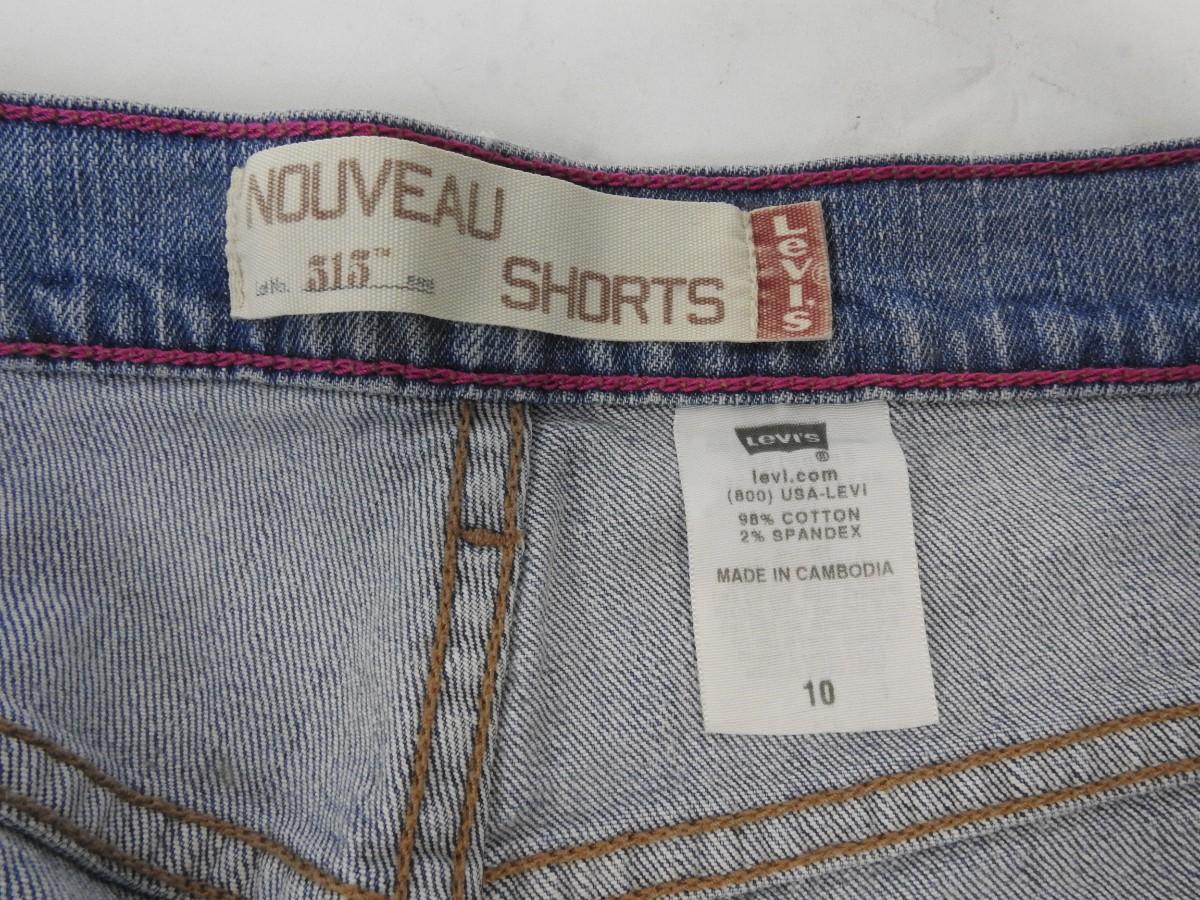 NOUVEAU
Lot No. 515™
SHORTS
Levi's®
Levi's
®
levi.com
(800) USA-LEVI
98% COTTON
2% SPANDEX
MADE IN CAMBODIA
10